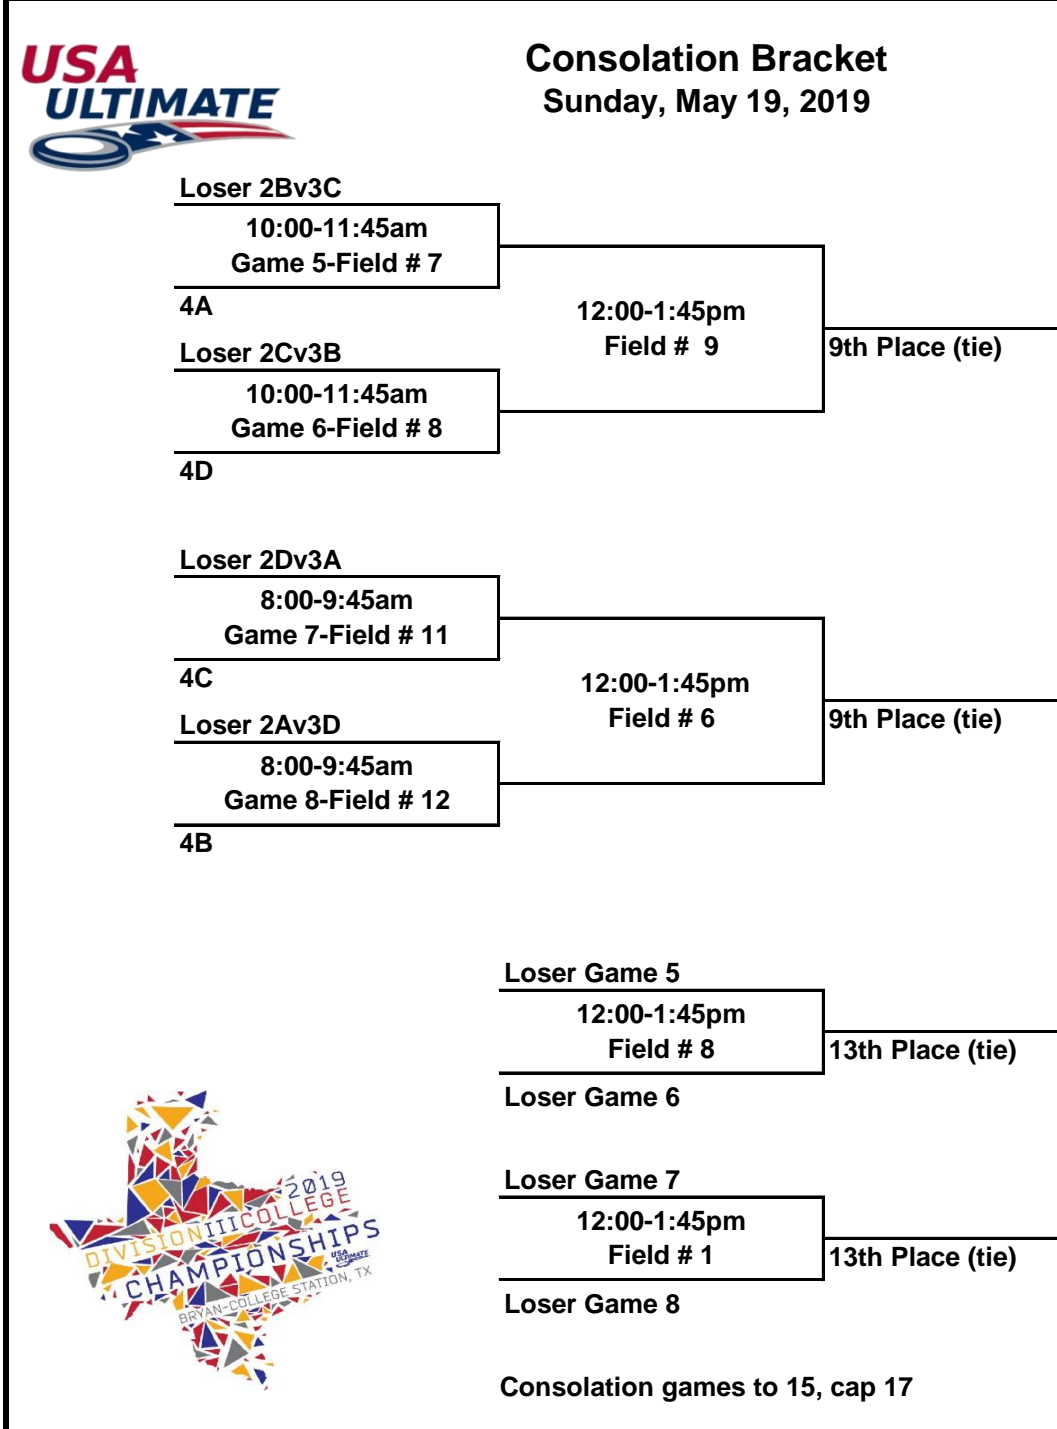 USA
ULTIMATE
Consolation Bracket
Sunday, May 19, 2019
Loser 2Bv3C
10:00-11:45am
Game 5-Field # 7
4A
12:00-1:45pm
Field #  9
9th Place (tie)
Loser 2Cv3B
10:00-11:45am
Game 6-Field # 8
4D
Loser 2Dv3A
8:00-9:45am
Game 7-Field # 11
4C
12:00-1:45pm
Field # 6
9th Place (tie)
Loser 2Av3D
8:00-9:45am
Game 8-Field # 12
4B
Loser Game 5
12:00-1:45pm
Field # 8
13th Place (tie)
Loser Game 6
Loser Game 7
12:00-1:45pm
Field # 1
13th Place (tie)
Loser Game 8
2019
DIVISION III COLLEGE
CHAMPIONSHIPS
USA
ULTIMATE
BRYAN-COLLEGE STATION, TX
Consolation games to 15, cap 17